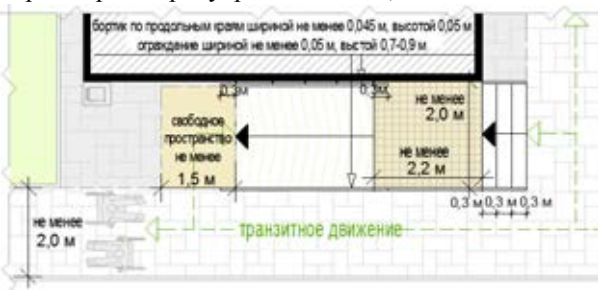 бортик по продольным краям шириной не менее 0,045 м, высотой 0,05 м
ограждение шириной не менее 0,05 м, высотой 0,7-0,9 м
0,3м
0,3м
свободное
пространство
не менее
1,5 м
не менее
2,0 м
не менее
2,2 м
0,3 м 0,3 м 0,3 м
не менее
2,0 м
транзитное движение